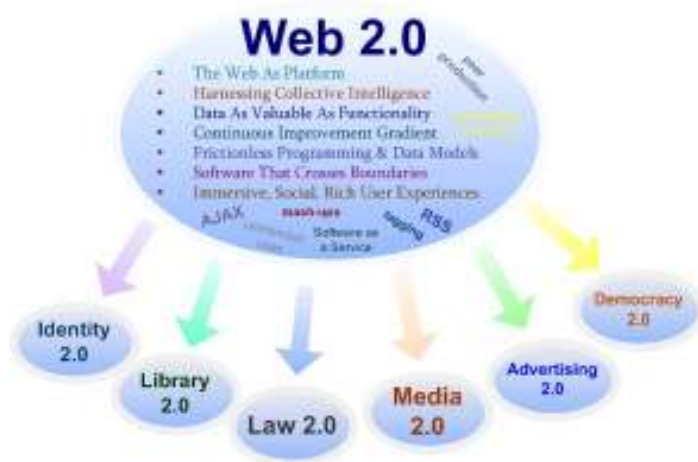 Web 2.0
peer
production
• The Web As Platform
• Harnessing Collective Intelligence
• Data As Valuable As Functionality
• Continuous Improvement Gradient
• Frictionless Programming & Data Models
• Software That Crosses Boundaries
• Immersive, Social, Rich User Experiences
AJAX
mash-ups
Software as
a Service
tagging
RSS
Identity
2.0
Library
2.0
Law 2.0
Media
2.0
Advertising
2.0
Democracy
2.0